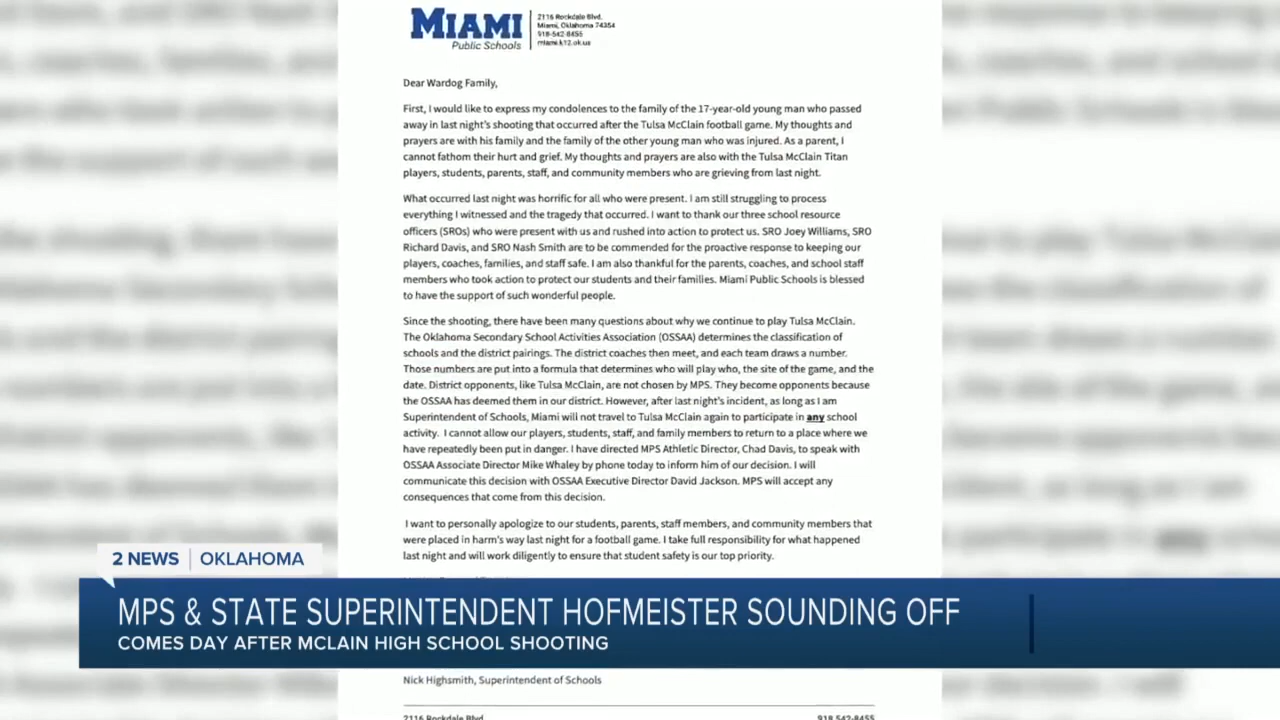 MIAMI
Public Schools
2116 Rockdale Blvd.
Miami, Oklahoma 74354
918-542-8455
miami.k12.ok.us
Dear Wardog Family,
First, I would like to express my condolences to the family of the 17-year-old young man who passed
away in last night's shooting that occurred after the Tulsa McClain football game. My thoughts and
prayers are with his family and the family of the other young man who was injured. As a parent, I
cannot fathom their hurt and grief. My thoughts and prayers are also with the Tulsa McClain Titan
players, students, parents, staff, and community members who are grieving from last night.
What occurred last night was horrific for all who were present. I am still struggling to process
everything I witnessed and the tragedy that occurred. I want to thank our three school resource
officers (SROs) who were present with us and rushed into action to protect us. SRO Joey Williams, SRO
Richard Davis, and SRO Nash Smith are to be commended for the proactive response to keeping our
players, coaches, families, and staff safe. I am also thankful for the parents, coaches, and school staff
members who took action to protect our students and their families. Miami Public Schools is blessed
to have the support of such wonderful people.
Since the shooting, there have been many questions about why we continue to play Tulsa McClain.
The Oklahoma Secondary School Activities Association (OSSAA) determines the classification of
schools and the district pairings. The district coaches then meet, and each team draws a number.
Those numbers are put into a formula that determines who will play who, the site of the game, and the
date. District opponents, like Tulsa McClain, are not chosen by MPS. They become opponents because
the OSSAA has deemed them in our district. However, after last night's incident, as long as I am
Superintendent of Schools, Miami will not travel to Tulsa McClain again to participate in any school
activity. I cannot allow our players, students, staff, and family members to return to a place where we
have repeatedly been put in danger. I have directed MPS Athletic Director, Chad Davis, to speak with
OSSAA Associate Director Mike Whaley by phone today to inform him of our decision. I will
communicate this decision with OSSAA Executive Director David Jackson. MPS will accept any
consequences that come from this decision.
I want to personally apologize to our students, parents, staff members, and community members that
were placed in harm's way last night for a football game. I take full responsibility for what happened
last night and will work diligently to ensure that student safety is our top priority.
2 NEWS OKLAHOMA
MPS & STATE SUPERINTENDENT HOFMEISTER SOUNDING OFF
COMES DAY AFTER MCLAIN HIGH SCHOOL SHOOTING
Nick Highsmith, Superintendent of Schools
2116 Rockdale Blvd. 918-542-8455